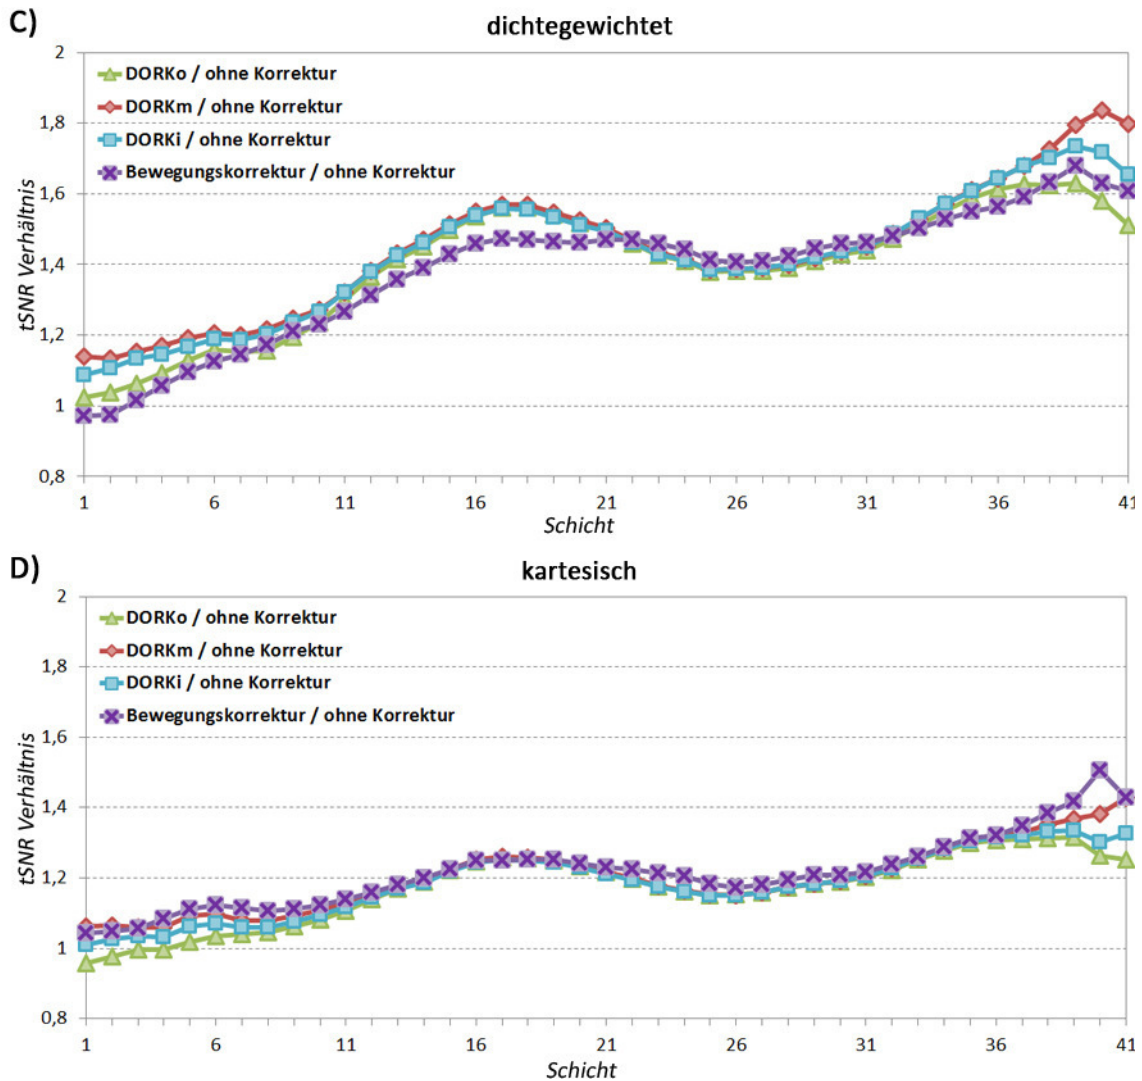 C)
dichtegewichtet
2
1,8
1,6
1,4
1,2
1
0,8
tSNR Verhältnis
DORKo / ohne Korrektur
DORKm / ohne Korrektur
DORKi / ohne Korrektur
Bewegungskorrektur / ohne Korrektur
1 6 11 16 21 26 31 36 41
Schicht
D)
kartesisch
2
1,8
1,6
1,4
1,2
1
0,8
tSNR Verhältnis
DORKo / ohne Korrektur
DORKm / ohne Korrektur
DORKi / ohne Korrektur
Bewegungskorrektur / ohne Korrektur
1 6 11 16 21 26 31 36 41
Schicht